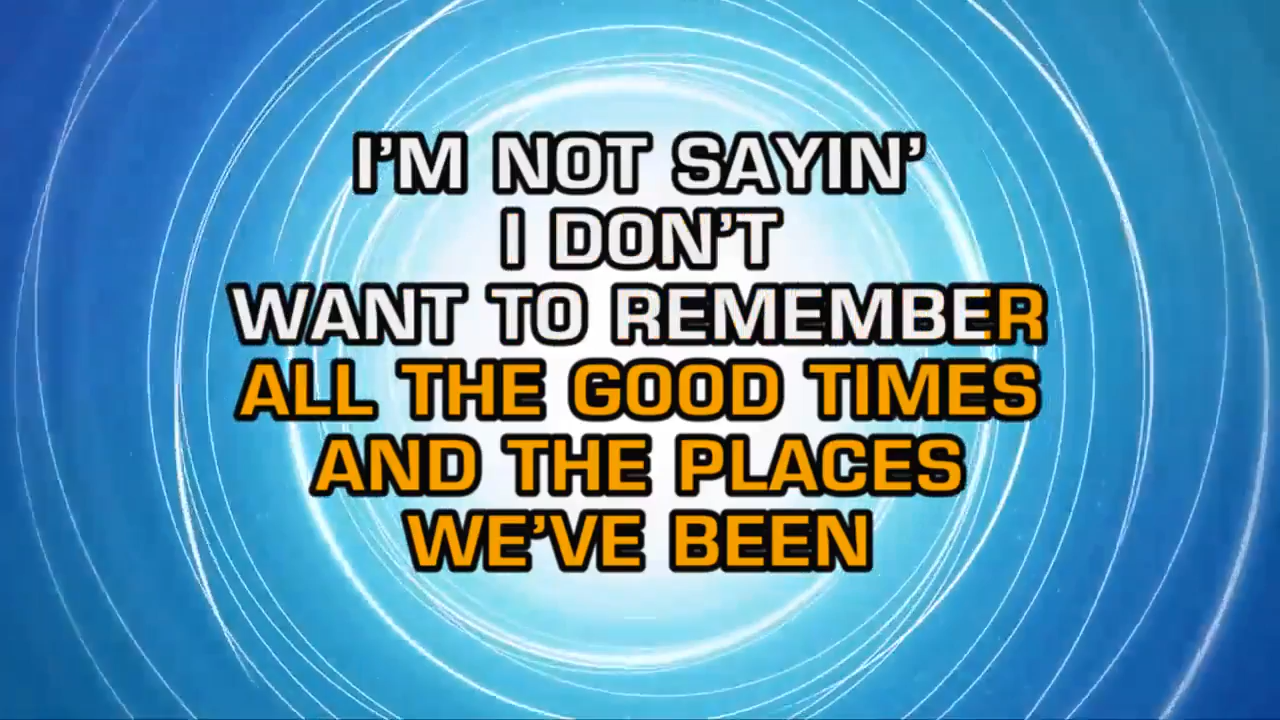 I'M NOT SAYIN'
I DON'T
WANT TO REMEMBER
ALL THE GOOD TIMES
AND THE PLACES
WE'VE BEEN